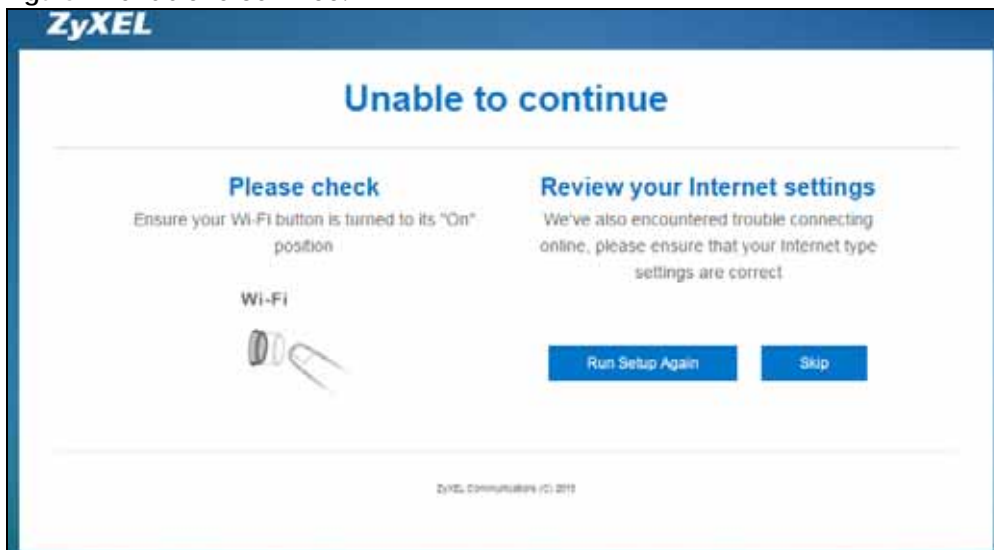 ZyXEL
Unable to continue
Please check
Ensure your Wi-Fi button is turned to its "On"
position
Wi-Fi
Review your Internet settings
We've also encountered trouble connecting
online, please ensure that your Internet type
settings are correct
Run Setup Again
Skip
ZyXEL Communications (C)